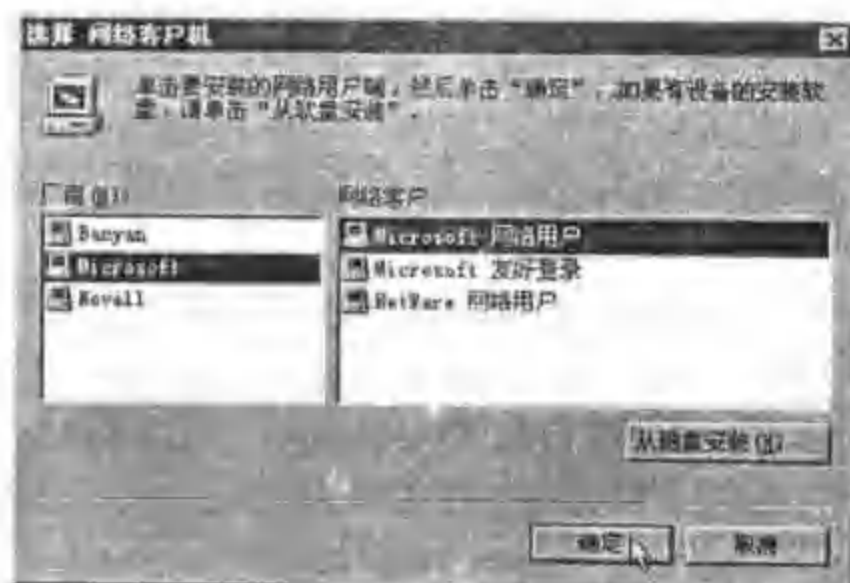 选择 网络客户机
单击要安装的网络用户端，然后单击“确定”，如果有设备的安装软
盘，请单击“从软盘安装”．
厂商(M)
网络客户
Banyan
Microsoft
Novell
Microsoft 网络用户
Microsoft 友好登录
NetWare 网络用户
从磁盘安装(H)...
确定
取消